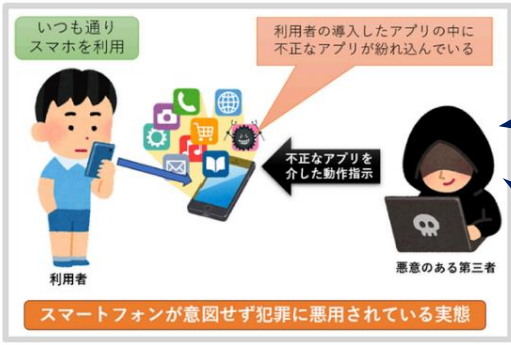 いつも通り
スマホを利用
利用者の導入したアプリの中に
不正なアプリが紛れ込んでいる
不正なアプリを
介した動作指示
利用者
悪意のある第三者
スマートフォンが意図せず犯罪に悪用されている実態